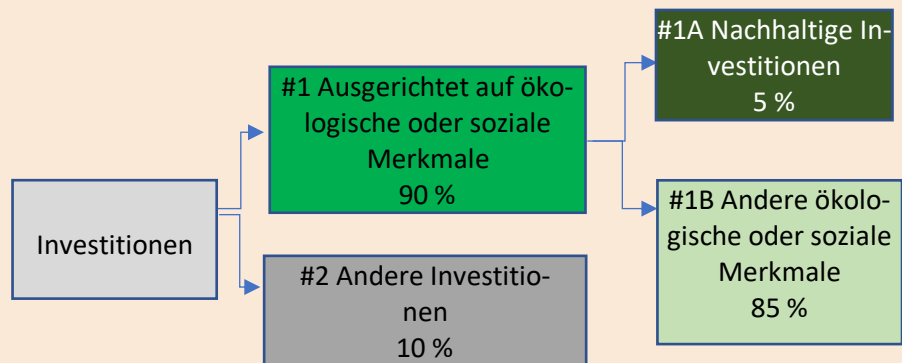 Investitionen
#1 Ausgerichtet auf öko-
logische oder soziale
Merkmale
90 %
#2 Andere Investitio-
nen
10 %
#1A Nachhaltige In-
vestitionen
5 %
#1B Andere ökolo-
gische oder soziale
Merkmale
85 %